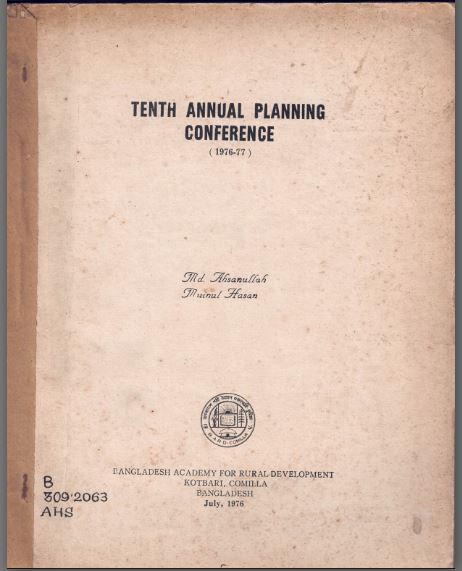 TENTH ANNUAL PLANNING
CONFERENCE
( 1976-77 )
Md. Ahsanullah
Muinul Hasan
B.A.R.D. COMILLA
BANGLADESH ACADEMY FOR RURAL DEVELOPMENT
KOTBARI, COMILLA
BANGLADESH
July, 1976
B
309.2063
AHS